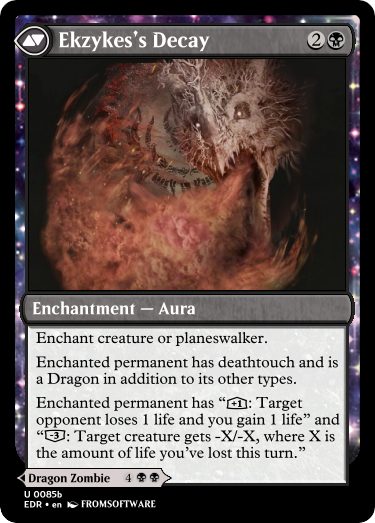 Ekzykes's Decay 2
Enchantment — Aura
Enchant creature or planeswalker.
Enchanted permanent has deathtouch and is
a Dragon in addition to its other types.
Enchanted permanent has “+1: Target
opponent loses 1 life and you gain 1 life” and
“-3: Target creature gets -X/-X, where X is
the amount of life you’ve lost this turn.”
Dragon Zombie 4
U 0085b
EDR • en FROMSOFTWARE